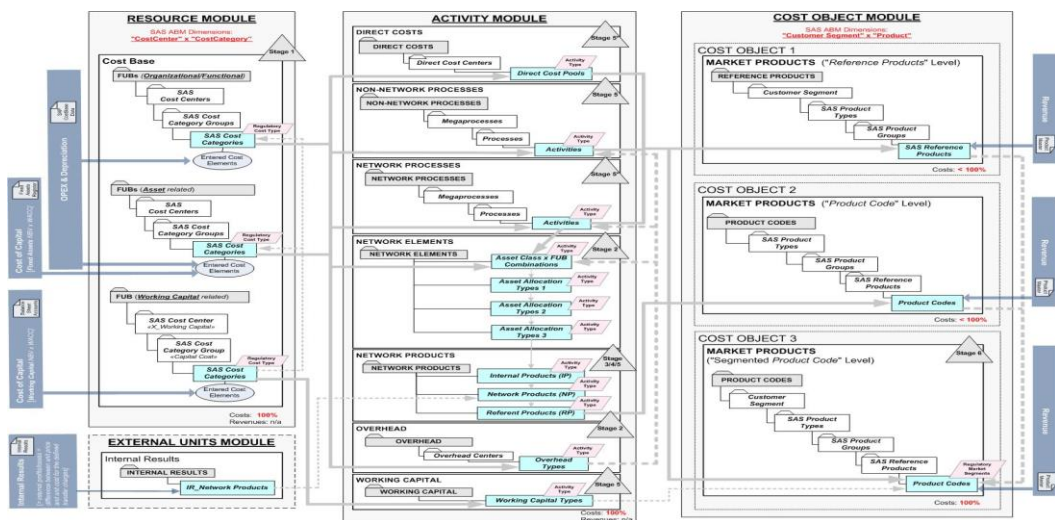 RESOURCE MODULE
SAS ABM Dimensions:
"CostCenter" x "CostCategory"
Stage 1
Cost Base
FUBs (Organizational/Functional)
SAS
Cost Centers
SAS
Cost
Category Groups
Regulatory
Cost Type
SAS Cost
Categories
Entered Cost
Elements
FUBs (Asset related)
SAS
Cost Centers
SAS Cost
Category Groups
Regulatory
Cost Type
SAS Cost
Categories
Entered Cost
Elements
FUB (Working Capital related)
SAS Cost Center
«X_Working Capital»
SAS Cost
Category Group
«Capital Cost»
Regulatory
Cost Type
SAS Cost
Categories
Entered Cost
Elements
Costs: 100%
Revenues: n/a
EXTERNAL UNITS MODULE
Internal Results
INTERNAL RESULTS
IR_Network Products
OPEX & Depreciation
Cost of Capital
Cost of Capital
Internal Results
ACTIVITY MODULE
DIRECT COSTS
Stage 5
DIRECT COSTS
Direct Cost Centers
Activity
Type
Direct Cost Pools
NON-NETWORK PROCESSES
Stage 5
NON-NETWORK PROCESSES
Megaprocesses
Processes
Activity
Type
Activities
NETWORK PROCESSES
Stage 5
NETWORK PROCESSES
Megaprocesses
Processes
Activity
Type
Activities
NETWORK ELEMENTS
Stage 2
NETWORK ELEMENTS
Activity
Type
Asset Class x FUB
Combinations
Activity
Type
Asset Allocation
Types 1
Activity
Type
Asset Allocation
Types 2
Activity
Type
Asset Allocation
Types 3
NETWORK PRODUCTS
Stage
3/4/5
NETWORK PRODUCTS
Activity
Type
Internal Products (IP)
Activity
Type
Network Products (NP)
Activity
Type
Referent Products (RP)
OVERHEAD
OVERHEAD
Overhead Centers
Activity
Type
Overhead
Types
WORKING CAPITAL
WORKING CAPITAL
Activity
Type
Working Capital Types
Costs: 100%
Revenues: n/a
COST OBJECT MODULE
SAS ABM Dimensions:
"Customer Segment" x "Product"
COST OBJECT 1
MARKET PRODUCTS ("Reference Products" Level)
REFERENCE PRODUCTS
Customer Segment
SAS Product
Types
SAS Product
Groups
SAS Reference
Products
Costs: < 100%
COST OBJECT 2
MARKET PRODUCTS ("Product Code" Level)
PRODUCT CODES
SAS Product
Types
SAS Product
Groups
SAS Reference
Products
Product Codes
Costs: < 100%
COST OBJECT 3
MARKET PRODUCTS
("Segmented Product Code" Level)
Stage 6
PRODUCT CODES
Customer
Segment
SAS Product
Types
SAS Product
Groups
SAS Reference
Products
Regulatory
Market
Segments
Product Codes
Costs: 100%
Revenue
Revenue
Revenue